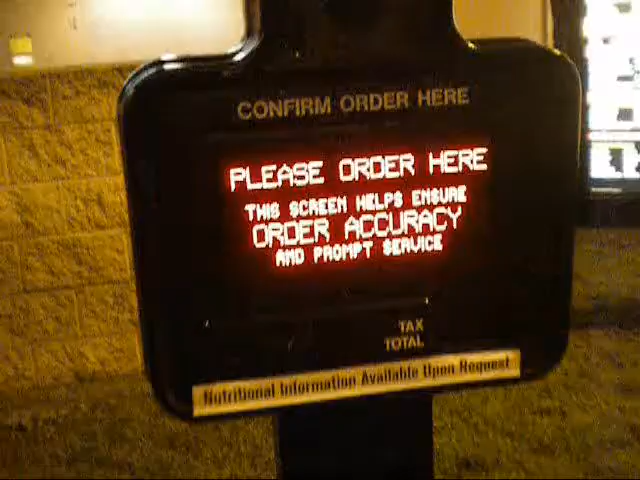 CONFIRM ORDER HERE
PLEASE ORDER HERE
THIS SCREEN HELPS ENSURE
ORDER ACCURACY
AND PROMPT SERVICE
TAX
TOTAL
Nutritional Information Available Upon Request